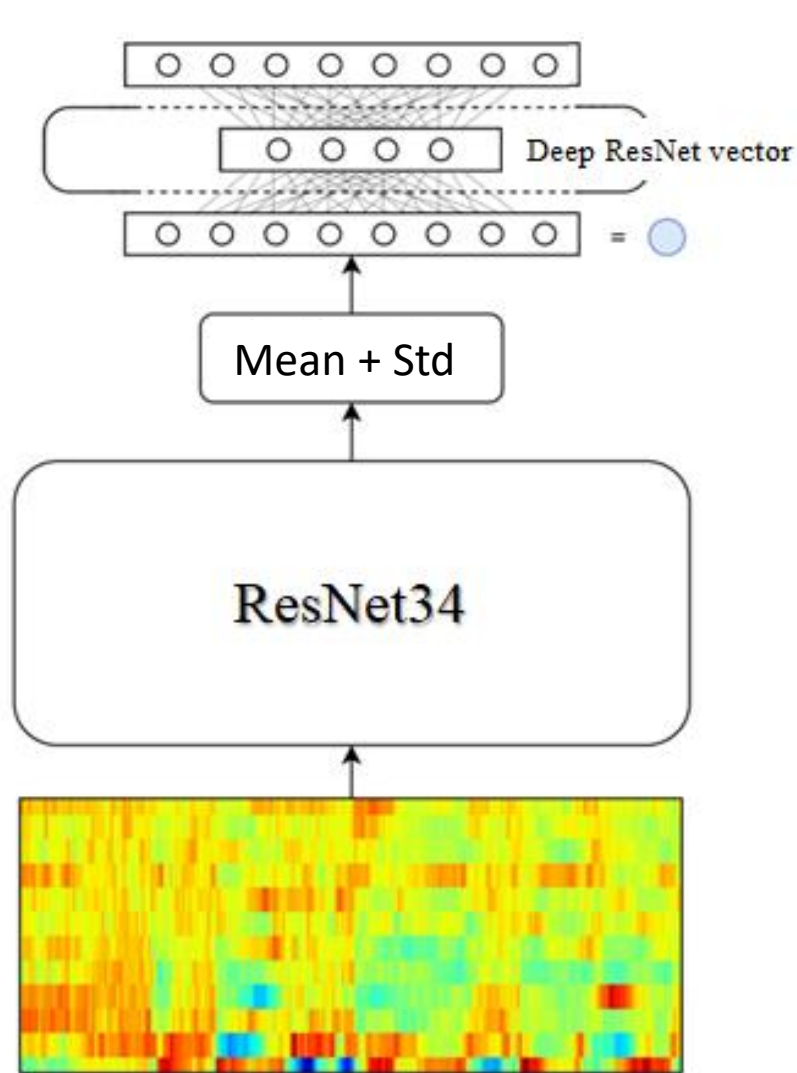 Deep ResNet vector
=
Mean + Std
ResNet34